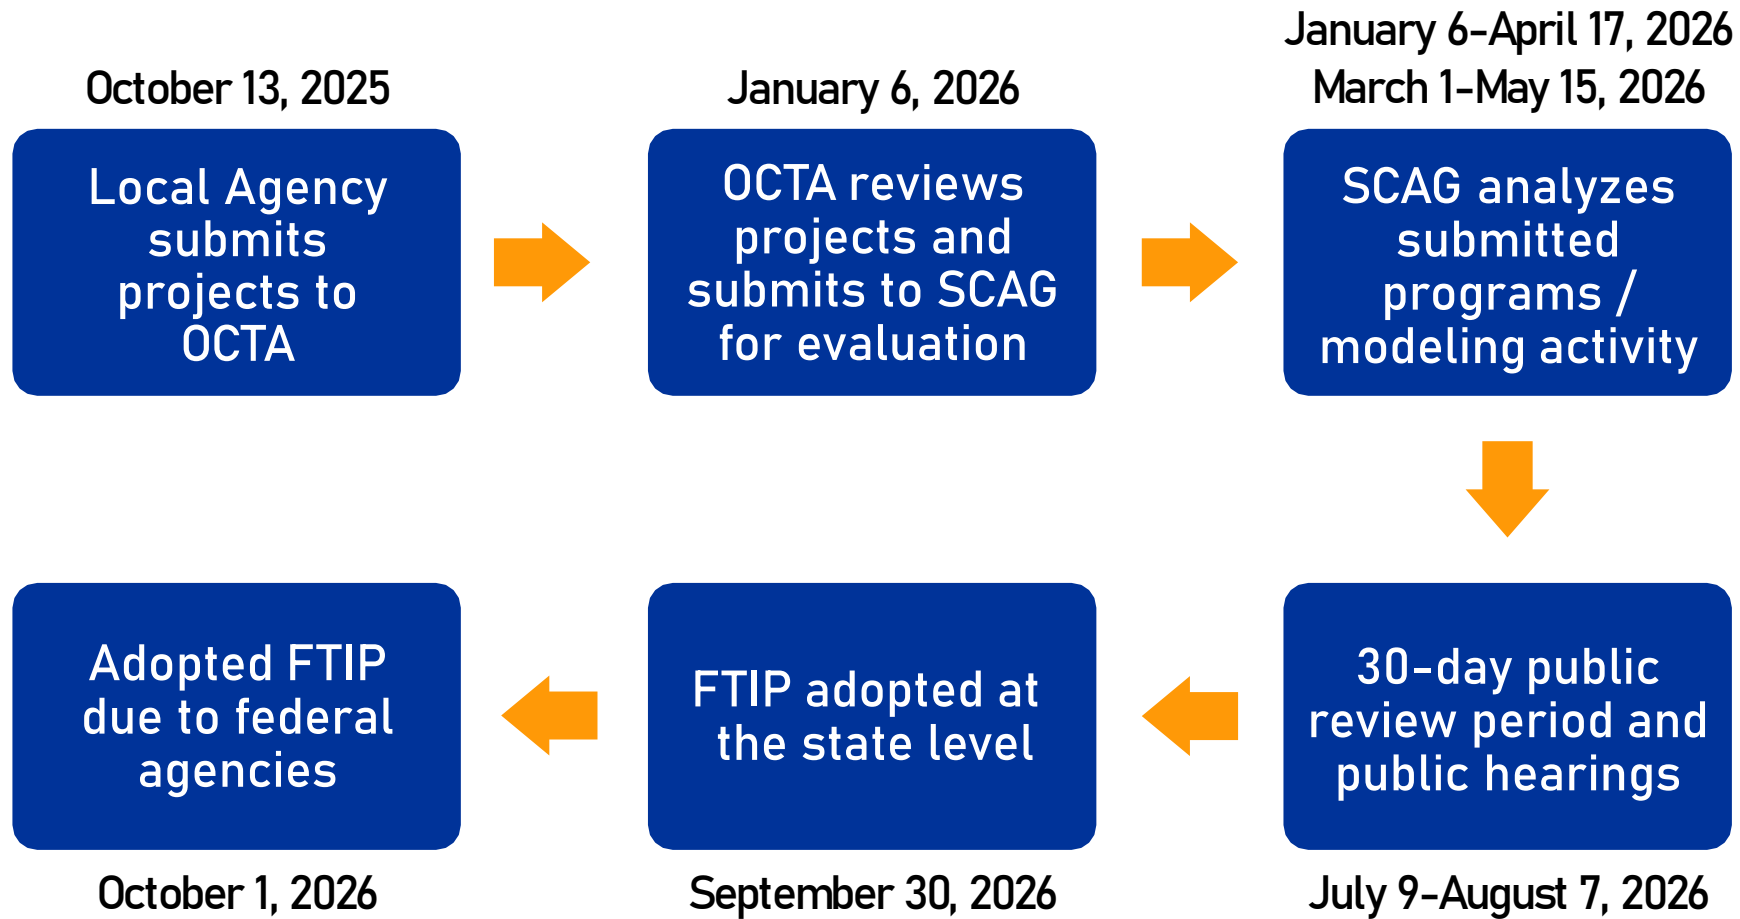 October 13, 2025
Local Agency
submits
projects to
OCTA
January 6, 2026
OCTA reviews
projects and
submits to SCAG
for evaluation
January 6-April 17, 2026
March 1-May 15, 2026
SCAG analyzes
submitted
programs /
modeling activity
30-day public
review period and
public hearings
July 9-August 7, 2026
FTIP adopted at
the state level
September 30, 2026
Adopted FTIP
due to federal
agencies
October 1, 2026